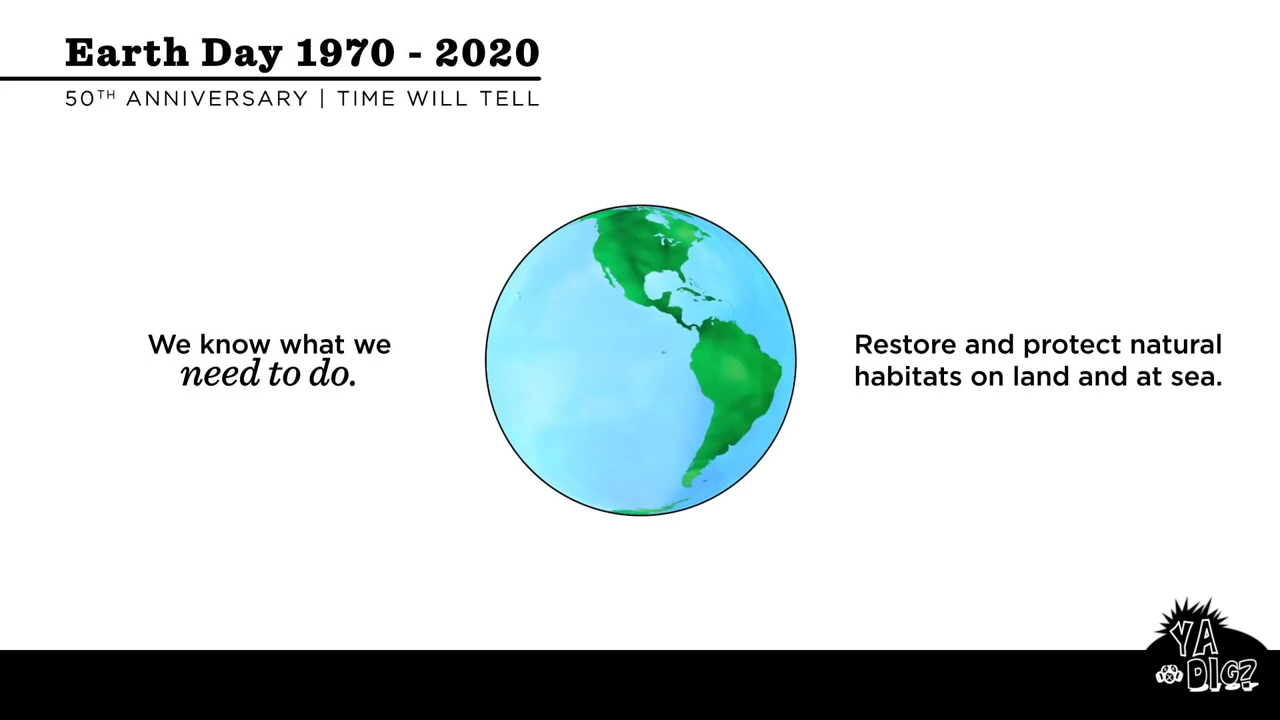 Earth Day 1970 - 2020
50TH ANNIVERSARY | TIME WILL TELL
We know what we
need to do.
Restore and protect natural
habitats on land and at sea.
YA
DIG?